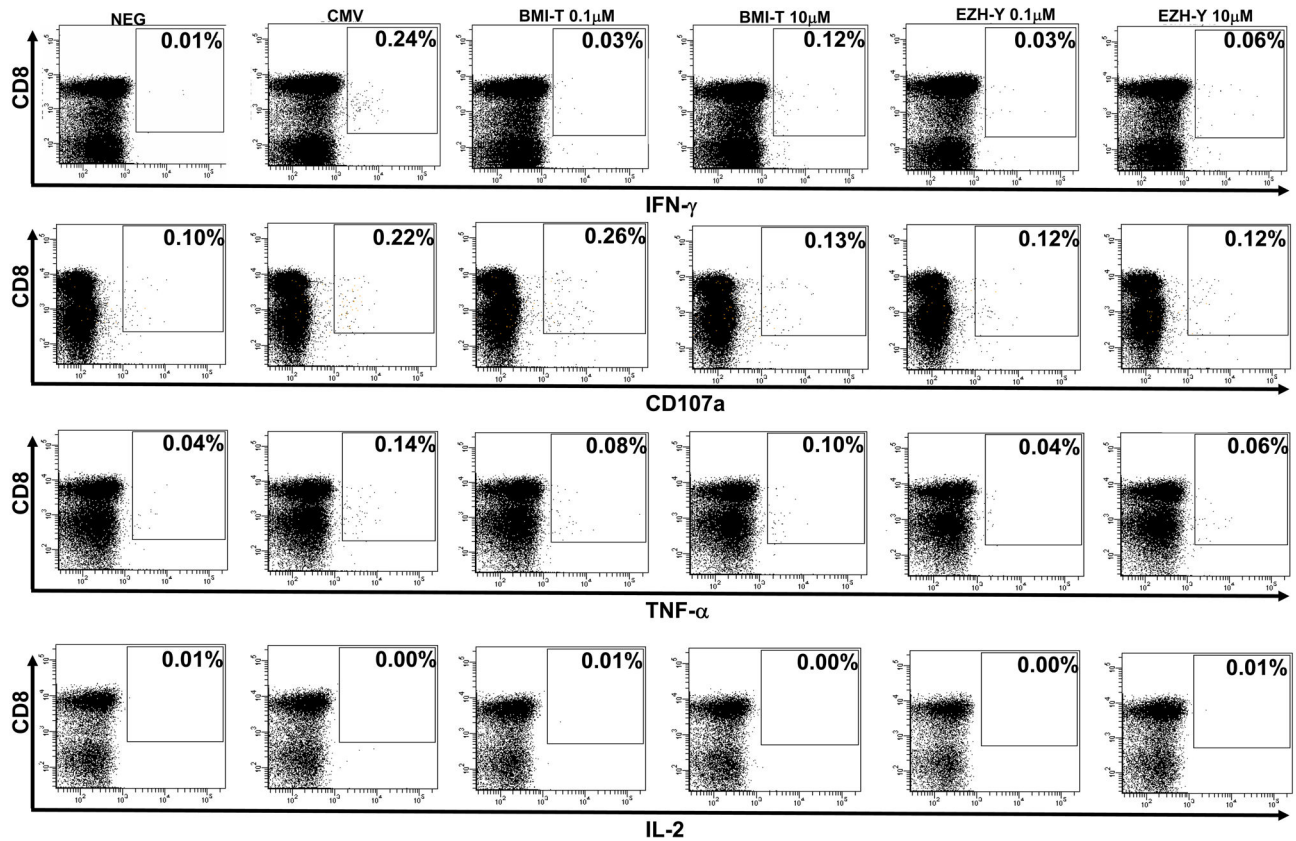 NEG CMV BMI-T 0.1μM BMI-T 10μM EZH-Y 0.1μM EZH-Y 10μM
CD8
0.01% 0.24% 0.03% 0.12% 0.03% 0.06%
IFN-γ
CD8
0.10% 0.22% 0.26% 0.13% 0.12% 0.12%
CD107a
CD8
0.04% 0.14% 0.08% 0.10% 0.04% 0.06%
TNF-α
CD8
0.01% 0.00% 0.01% 0.00% 0.00% 0.01%
IL-2